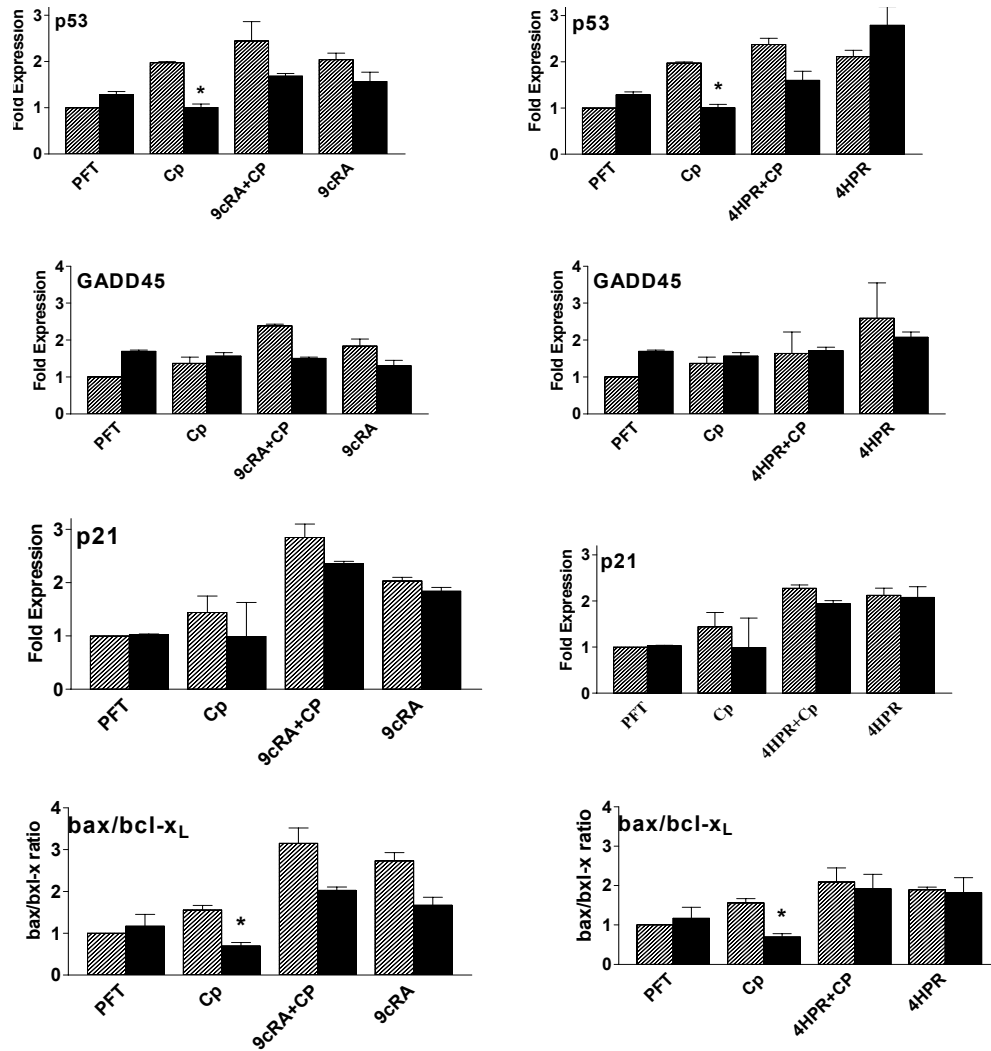 p53
Fold Expression
3
2
1
0
*
PFT
Cp
9cRA+CP
9cRA
p53
Fold Expression
3
2
1
0
*
PFT
Cp
4HPR+CP
4HPR
GADD45
Fold Expression
4
3
2
1
0
PFT
Cp
9cRA+CP
9cRA
GADD45
Fold Expression
4
3
2
1
0
PFT
Cp
4HPR+CP
4HPR
p21
Fold Expression
3
2
1
0
PFT
Cp
9cRA+CP
9cRA
p21
Fold Expression
3
2
1
0
PFT
Cp
4HPR+Cp
4HPR
bax/bcl-xL
bax/bxl-x ratio
4
3
2
1
0
*
PFT
Cp
9cRA+CP
9cRA
bax/bcl-xL
bax/bxl-x ratio
4
3
2
1
0
*
PFT
Cp
4HPR+CP
4HPR